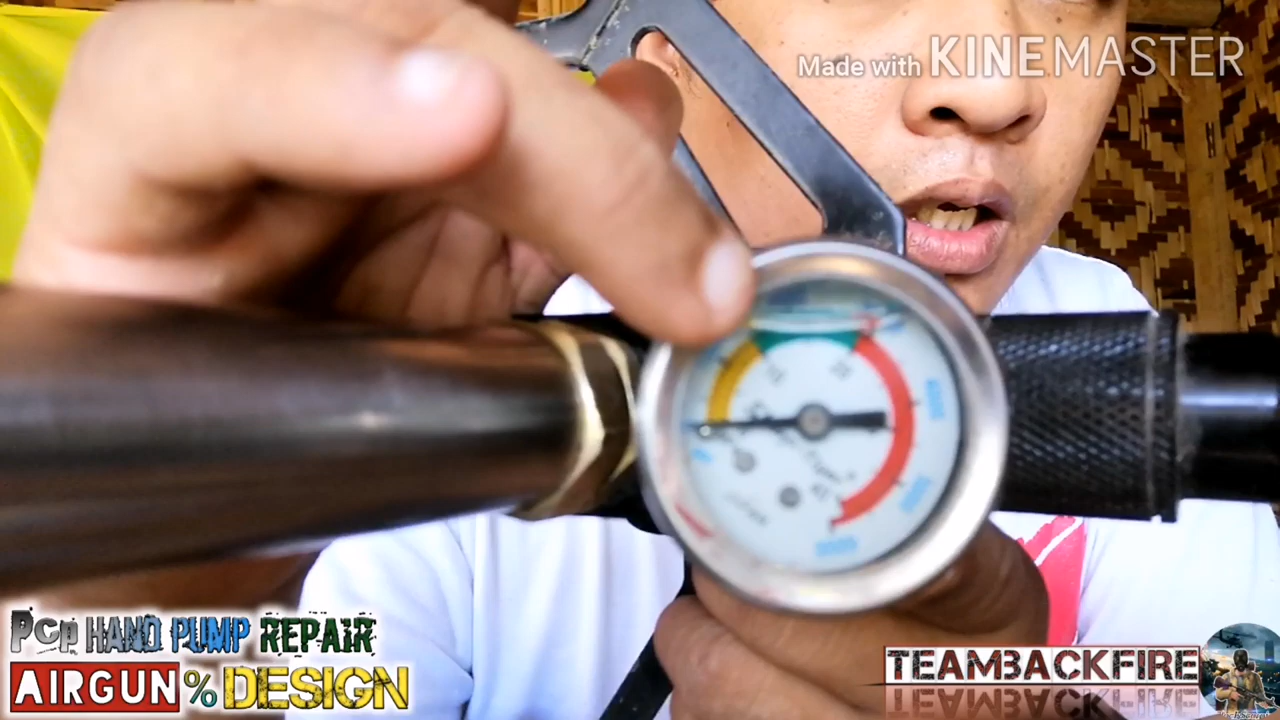 Made with KINEMASTER
Pcp HAND PUMP REPAIR
AIRGUN % DESIGN
TEAMBACKFIRE